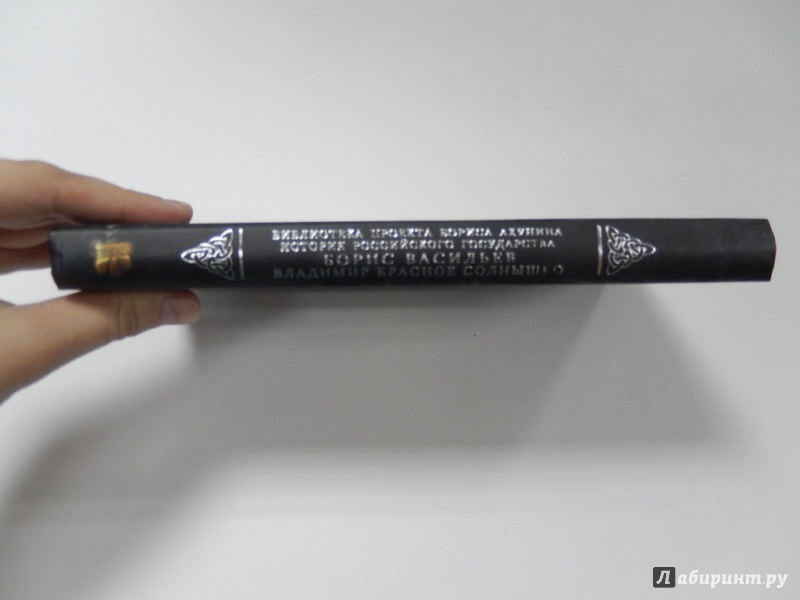 БИБЛИОТЕКА ПРОЕКТА БОРИСА АКУНИНА
ИСТОРИЯ РОССИЙСКОГО ГОСУДАРСТВА
БОРИС ВАСИЛЬЕВ
ВЛАДИМИР КРАСНОЕ СОЛНЫШКО
Лабиринт.ру